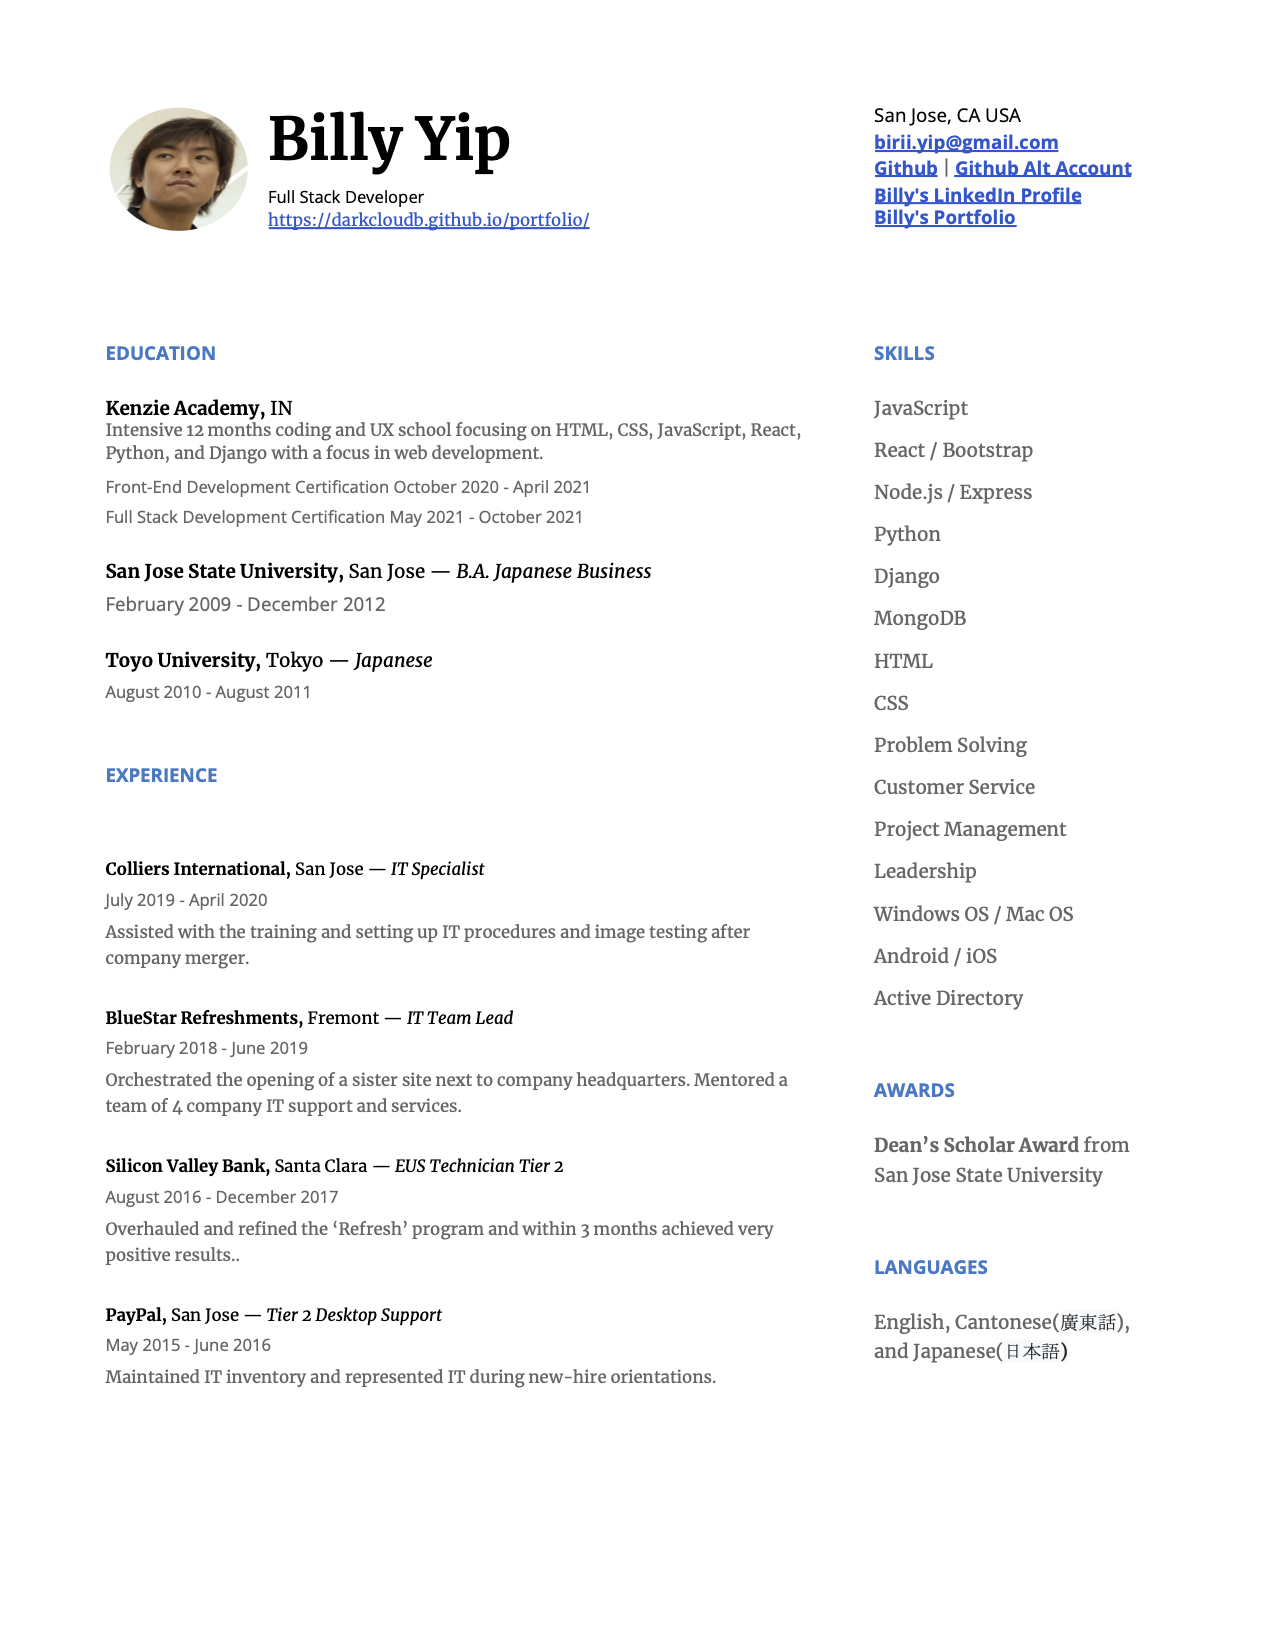 Billy Yip
Full Stack Developer
https://darkcloudb.github.io/portfolio/
San Jose, CA USA
birii.yip@gmail.com
Github | Github Alt Account
Billy's LinkedIn Profile
Billy's Portfolio
EDUCATION
Kenzie Academy, IN
Intensive 12 months coding and UX school focusing on HTML, CSS, JavaScript, React,
Python, and Django with a focus in web development.
Front-End Development Certification October 2020 - April 2021
Full Stack Development Certification May 2021 - October 2021
San Jose State University, San Jose — B.A. Japanese Business
February 2009 - December 2012
Toyo University, Tokyo — Japanese
August 2010 - August 2011
EXPERIENCE
Colliers International, San Jose — IT Specialist
July 2019 - April 2020
Assisted with the training and setting up IT procedures and image testing after
company merger.
BlueStar Refreshments, Fremont — IT Team Lead
February 2018 - June 2019
Orchestrated the opening of a sister site next to company headquarters. Mentored a
team of 4 company IT support and services.
Silicon Valley Bank, Santa Clara — EUS Technician Tier 2
August 2016 - December 2017
Overhauled and refined the ‘Refresh’ program and within 3 months achieved very
positive results..
PayPal, San Jose — Tier 2 Desktop Support
May 2015 - June 2016
Maintained IT inventory and represented IT during new-hire orientations.
SKILLS
JavaScript
React / Bootstrap
Node.js / Express
Python
Django
MongoDB
HTML
CSS
Problem Solving
Customer Service
Project Management
Leadership
Windows OS / Mac OS
Android / iOS
Active Directory
AWARDS
Dean’s Scholar Award from
San Jose State University
LANGUAGES
English, Cantonese(廣東話),
and Japanese(日本語)